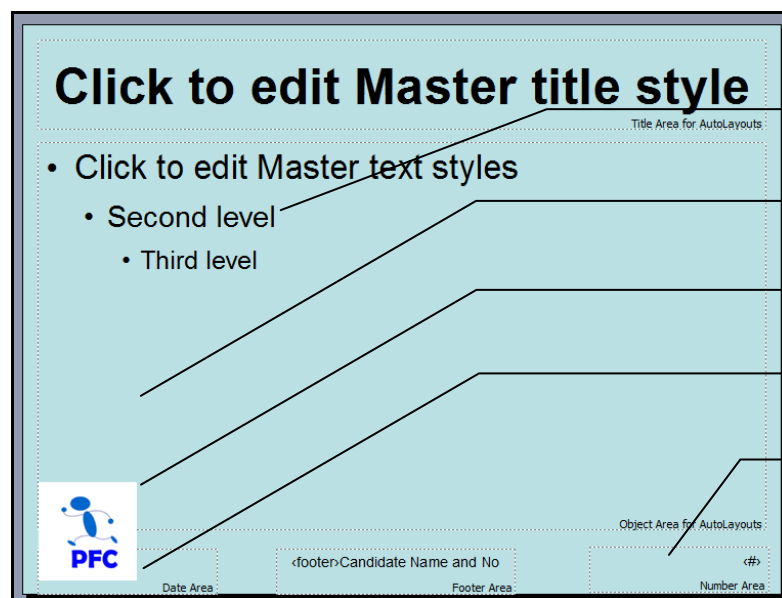 Click to edit Master title style
Title Area for AutoLayouts
• Click to edit Master text styles
• Second level
• Third level
Object Area for AutoLayouts
PFC
Date Area
‹footer›Candidate Name and No
Footer Area
‹#›
Number Area